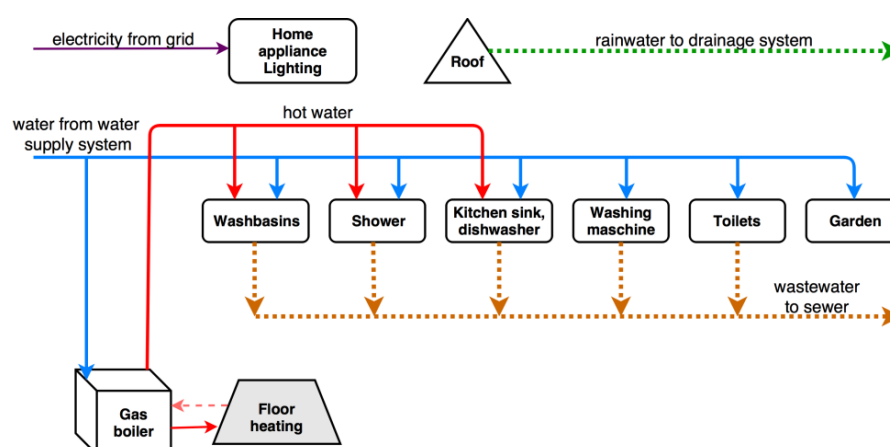 electricity from grid
Home
appliance
Lighting
Roof
rainwater to drainage system
water from water
supply system
hot water
Washbasins
Shower
Kitchen sink,
dishwasher
Washing
maschine
Toilets
Garden
wastewater
to sewer
Gas
boiler
Floor
heating